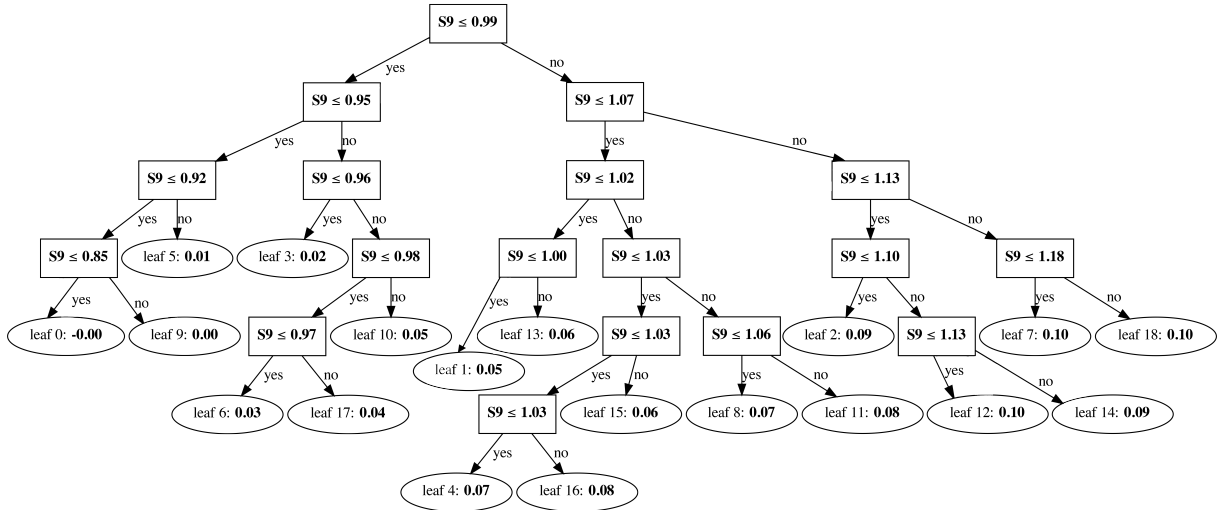 S9 ≤ 0.99
yes
no
S9 ≤ 0.95
S9 ≤ 1.07
yes
no
yes
no
S9 ≤ 0.92
S9 ≤ 0.96
S9 ≤ 1.02
S9 ≤ 1.13
yes
no
yes
no
yes
no
yes
no
S9 ≤ 0.85
leaf 5: 0.01
leaf 3: 0.02
S9 ≤ 0.98
S9 ≤ 1.00
S9 ≤ 1.03
S9 ≤ 1.10
S9 ≤ 1.18
yes
no
yes
no
yes
no
yes
no
yes
no
yes
no
leaf 0: -0.00
leaf 9: 0.00
S9 ≤ 0.97
leaf 10: 0.05
leaf 1: 0.05
leaf 13: 0.06
S9 ≤ 1.03
S9 ≤ 1.06
leaf 2: 0.09
S9 ≤ 1.13
leaf 7: 0.10
leaf 18: 0.10
yes
no
yes
no
yes
no
yes
no
leaf 6: 0.03
leaf 17: 0.04
S9 ≤ 1.03
leaf 15: 0.06
leaf 8: 0.07
leaf 11: 0.08
leaf 12: 0.10
leaf 14: 0.09
yes
no
leaf 4: 0.07
leaf 16: 0.08